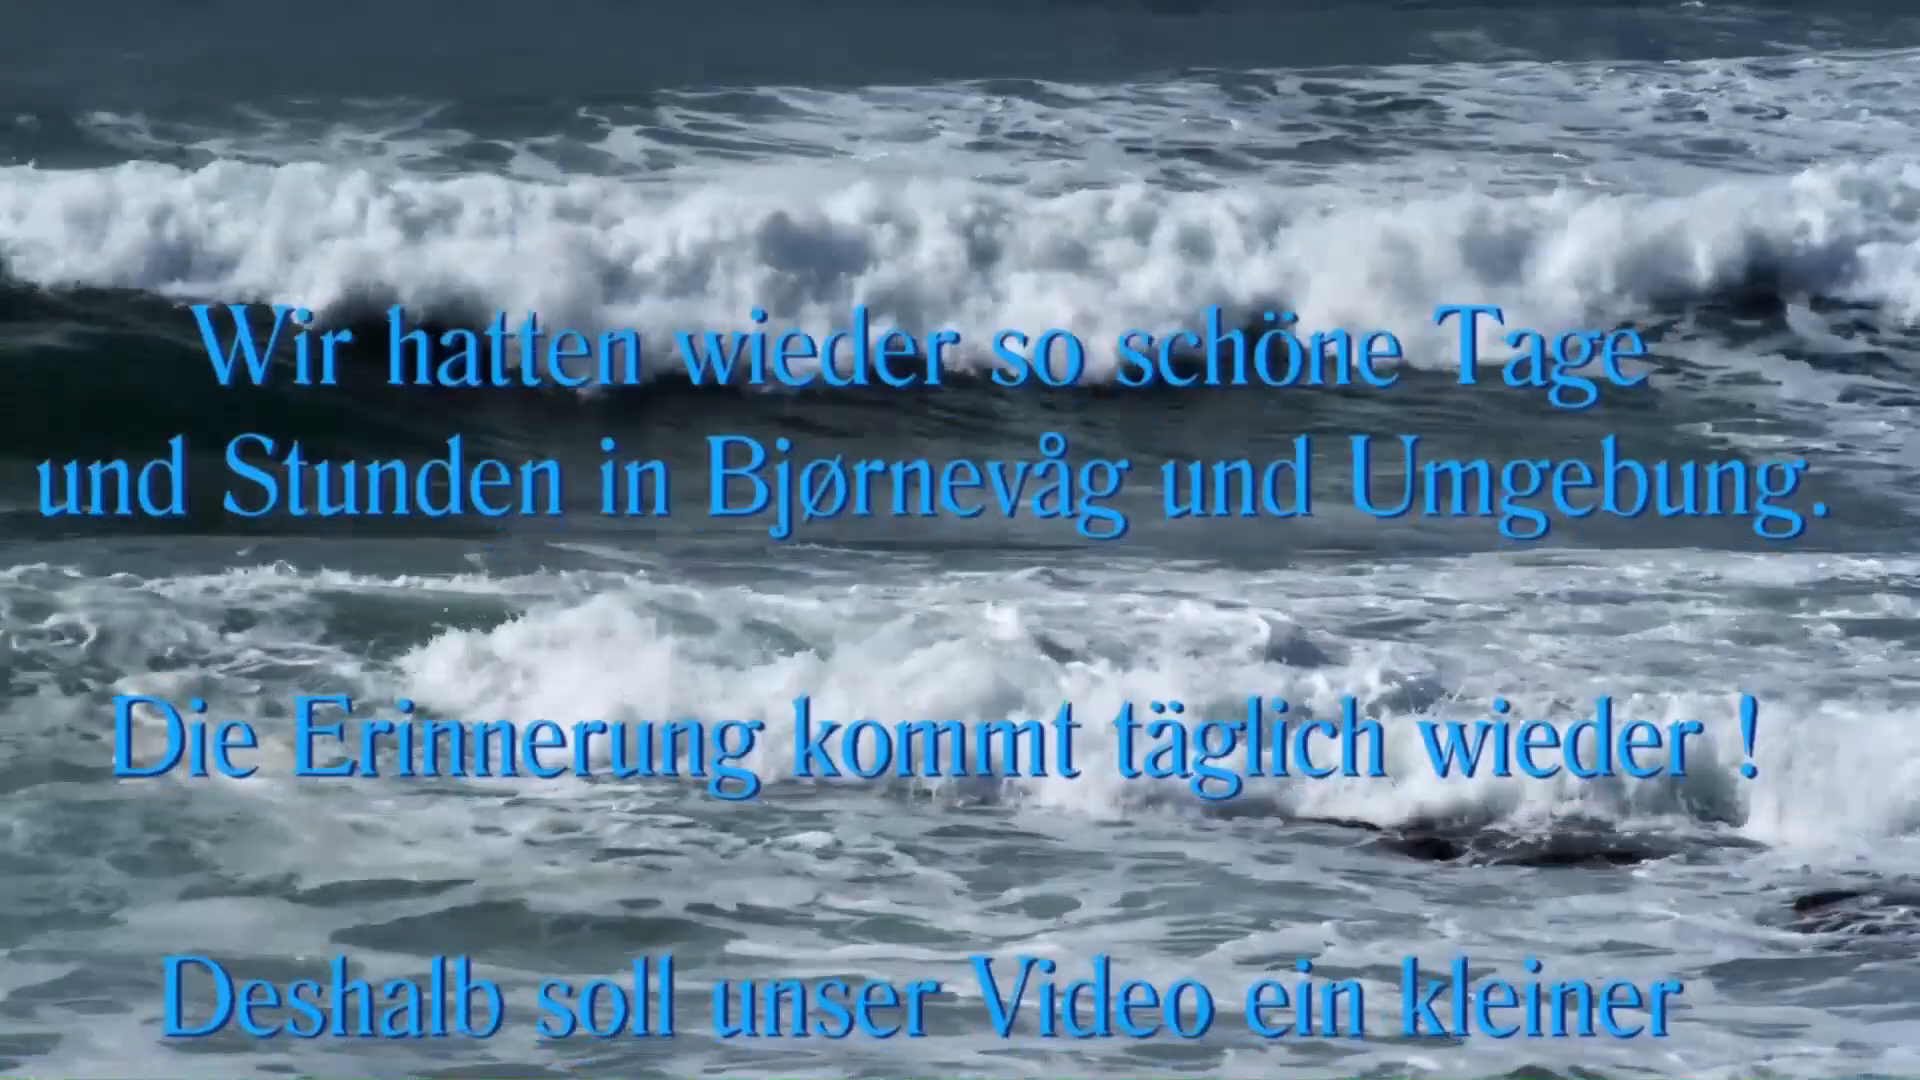 Wir hatten wieder so schöne Tage
und Stunden in Bjørnevåg und Umgebung.
Die Erinnerung kommt täglich wieder !
Deshalb soll unser Video ein kleiner